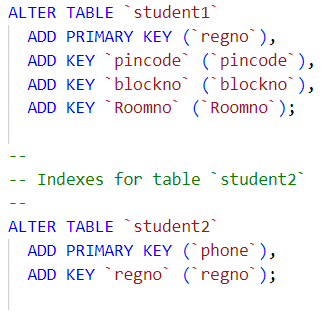 ALTER TABLE `student1`
  ADD PRIMARY KEY (`regno`),
  ADD KEY `pincode` (`pincode`),
  ADD KEY `blockno` (`blockno`),
  ADD KEY `Roomno` (`Roomno`);
--
-- Indexes for table `student2`
--
ALTER TABLE `student2`
  ADD PRIMARY KEY (`phone`),
  ADD KEY `regno` (`regno`);